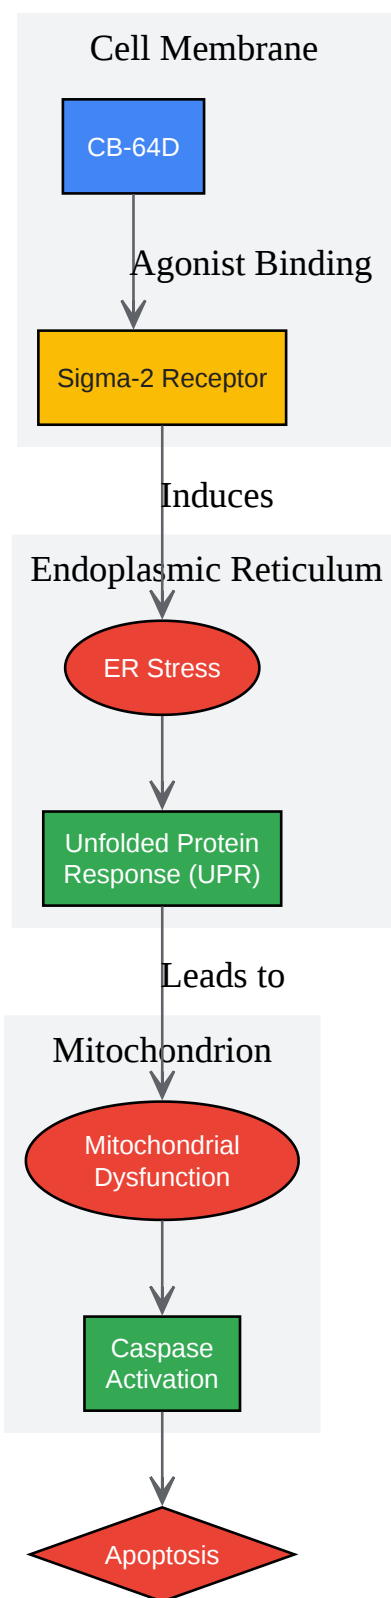 Cell Membrane
CB-64D
Agonist Binding
Sigma-2 Receptor
Induces
Endoplasmic Reticulum
ER Stress
Unfolded Protein
Response (UPR)
Leads to
Mitochondrion
Mitochondrial
Dysfunction
Caspase
Activation
Apoptosis